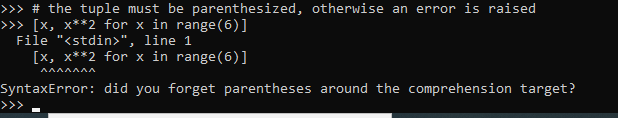 >>> # the tuple must be parenthesized, otherwise an error is raised
>>> [x, x**2 for x in range(6)]
  File "<stdin>", line 1
    [x, x**2 for x in range(6)]
     ^^^^^^^
SyntaxError: did you forget parentheses around the comprehension target?
>>>